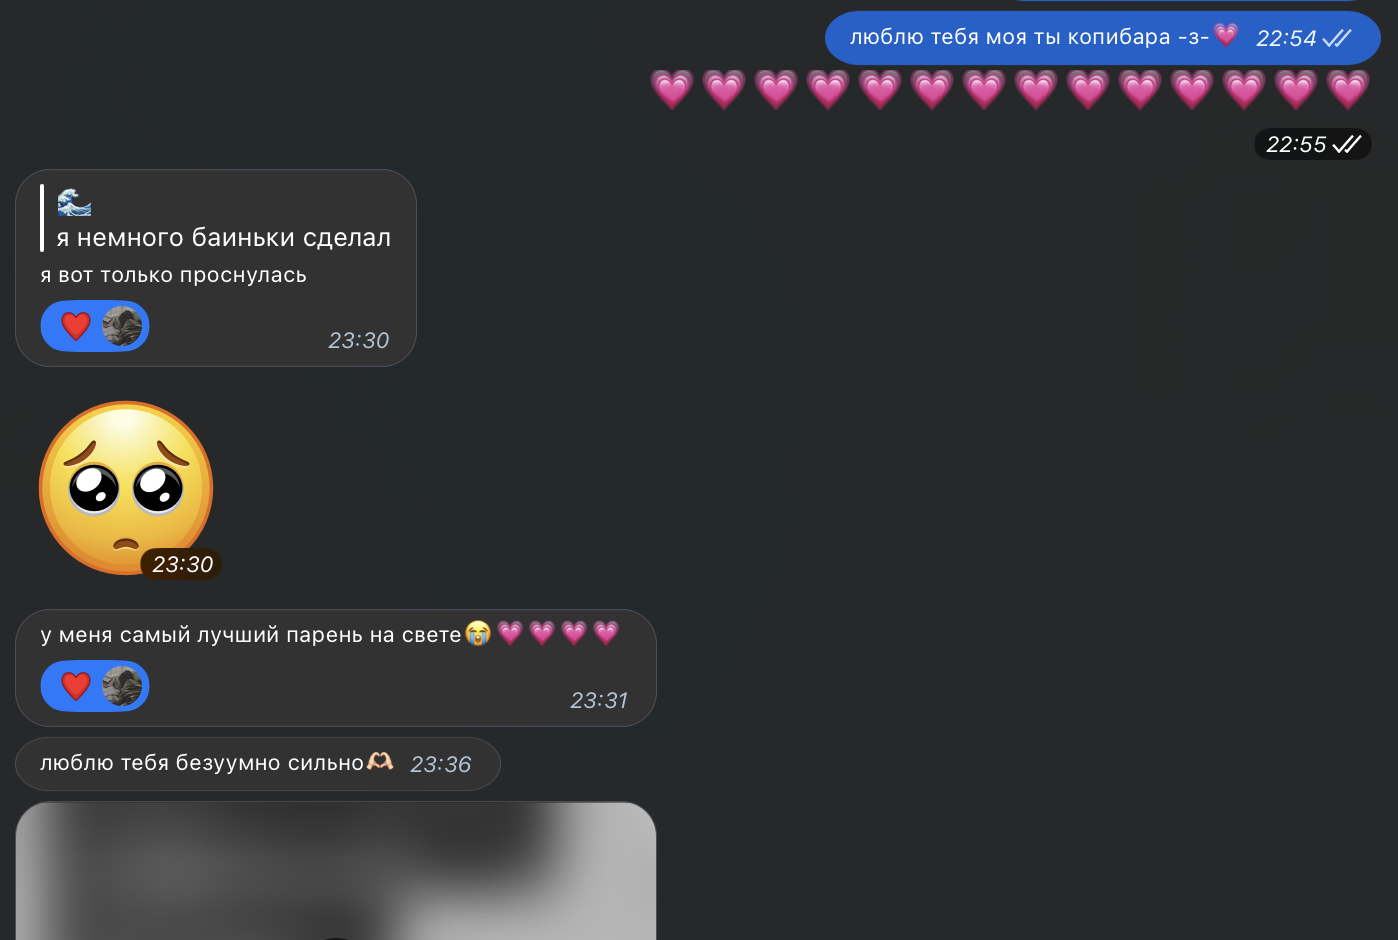 люблю тебя моя ты копибара -з-💗 22:54
💗💗💗💗💗💗💗💗💗💗💗💗💗💗
22:55
🌊
я немного баиньки сделал
я вот только проснулась
❤️ 23:30
🥺
23:30
у меня самый лучший парень на свете😭💗💗💗💗
❤️ 23:31
люблю тебя безуумно сильно🫶🏻 23:36